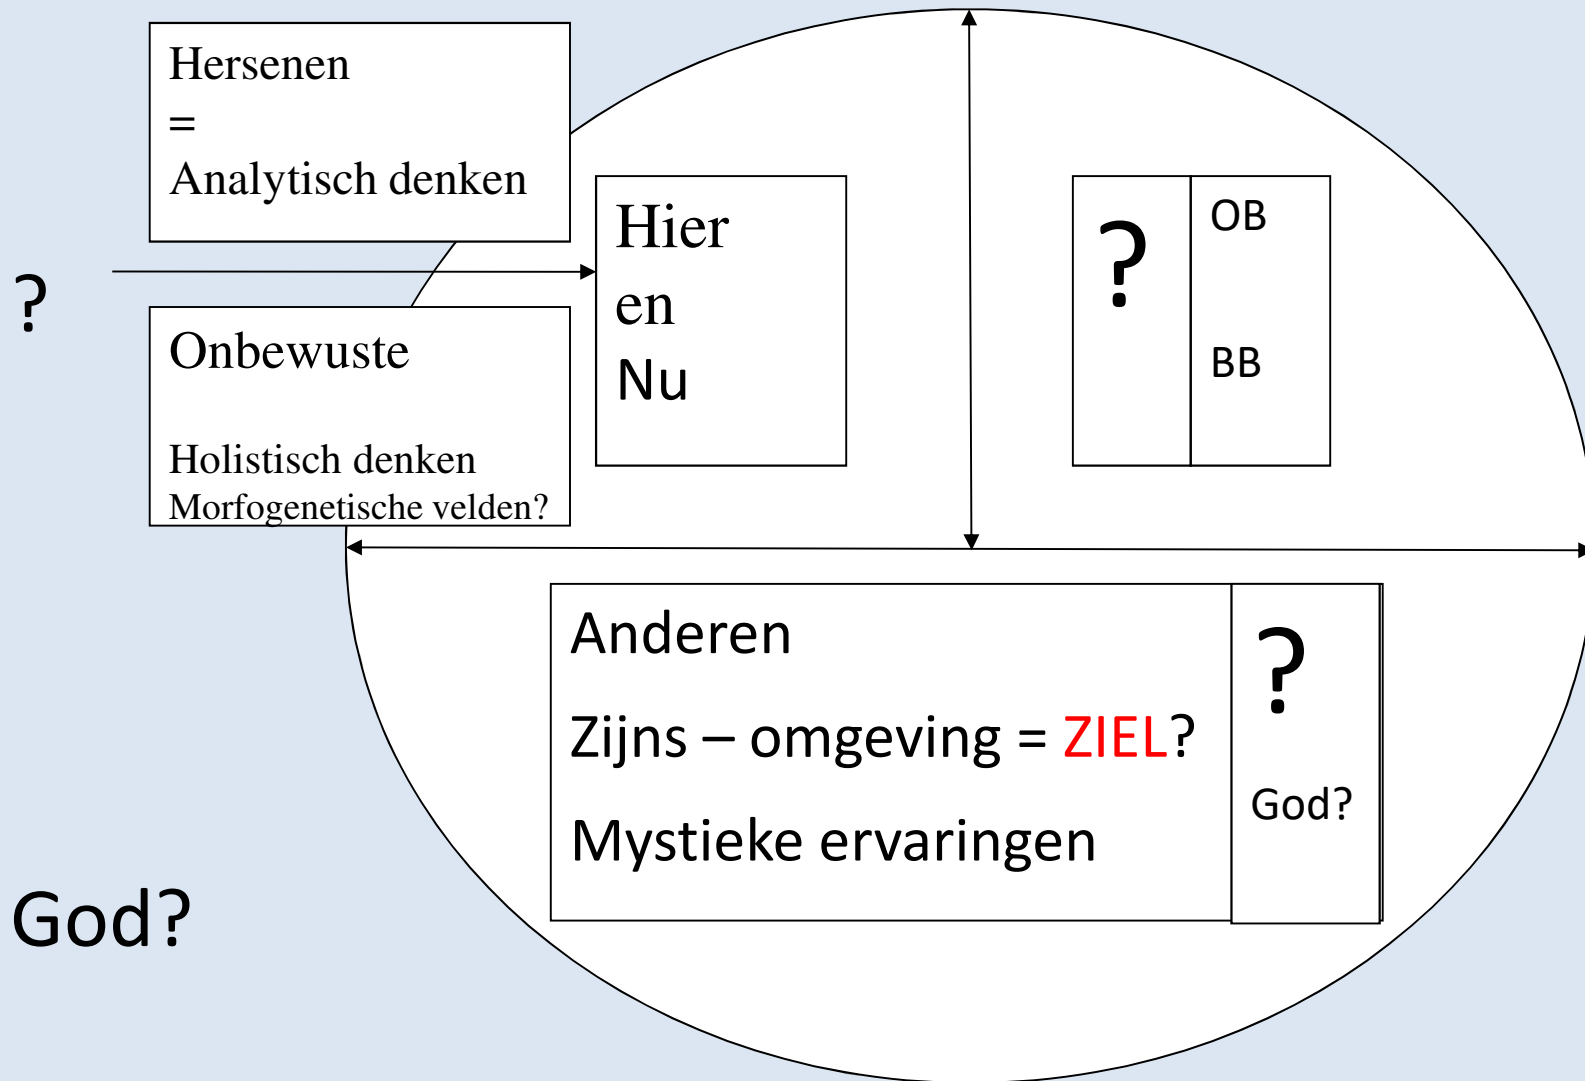 Hersenen
=
Analytisch denken
?
Onbewuste
Holistisch denken
Morfogenetische velden?
Hier
en
Nu
?
OB
BB
Anderen
Zijns – omgeving = ZIEL?
Mystieke ervaringen
?
God?
God?